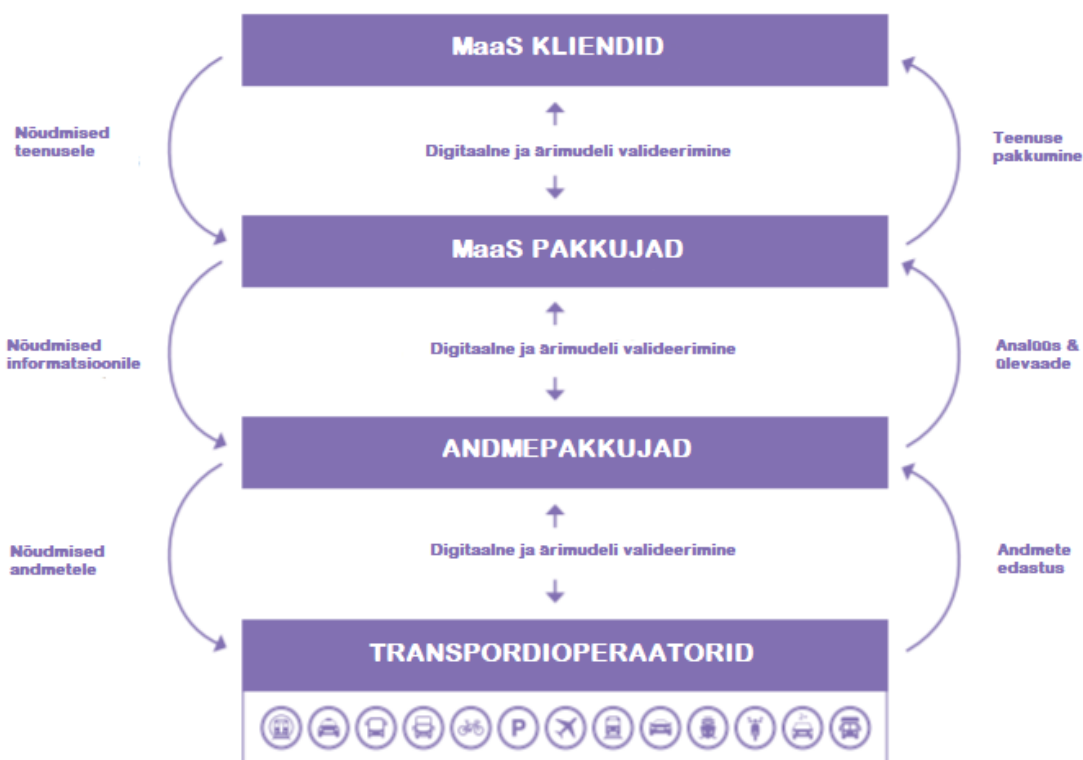 MaaS KLIENDID
Nõudmised
teenusele
Digitaalne ja ärimudeli valideerimine
Teenuse
pakkumine
MaaS PAKKUJAD
Nõudmised
informatsioonile
Digitaalne ja ärimudeli valideerimine
Analüüs &
ülevaade
ANDMEPAKKUJAD
Nõudmised
andmetele
Digitaalne ja ärimudeli valideerimine
Andmete
edastus
TRANSPORDIOPERAATORID
P